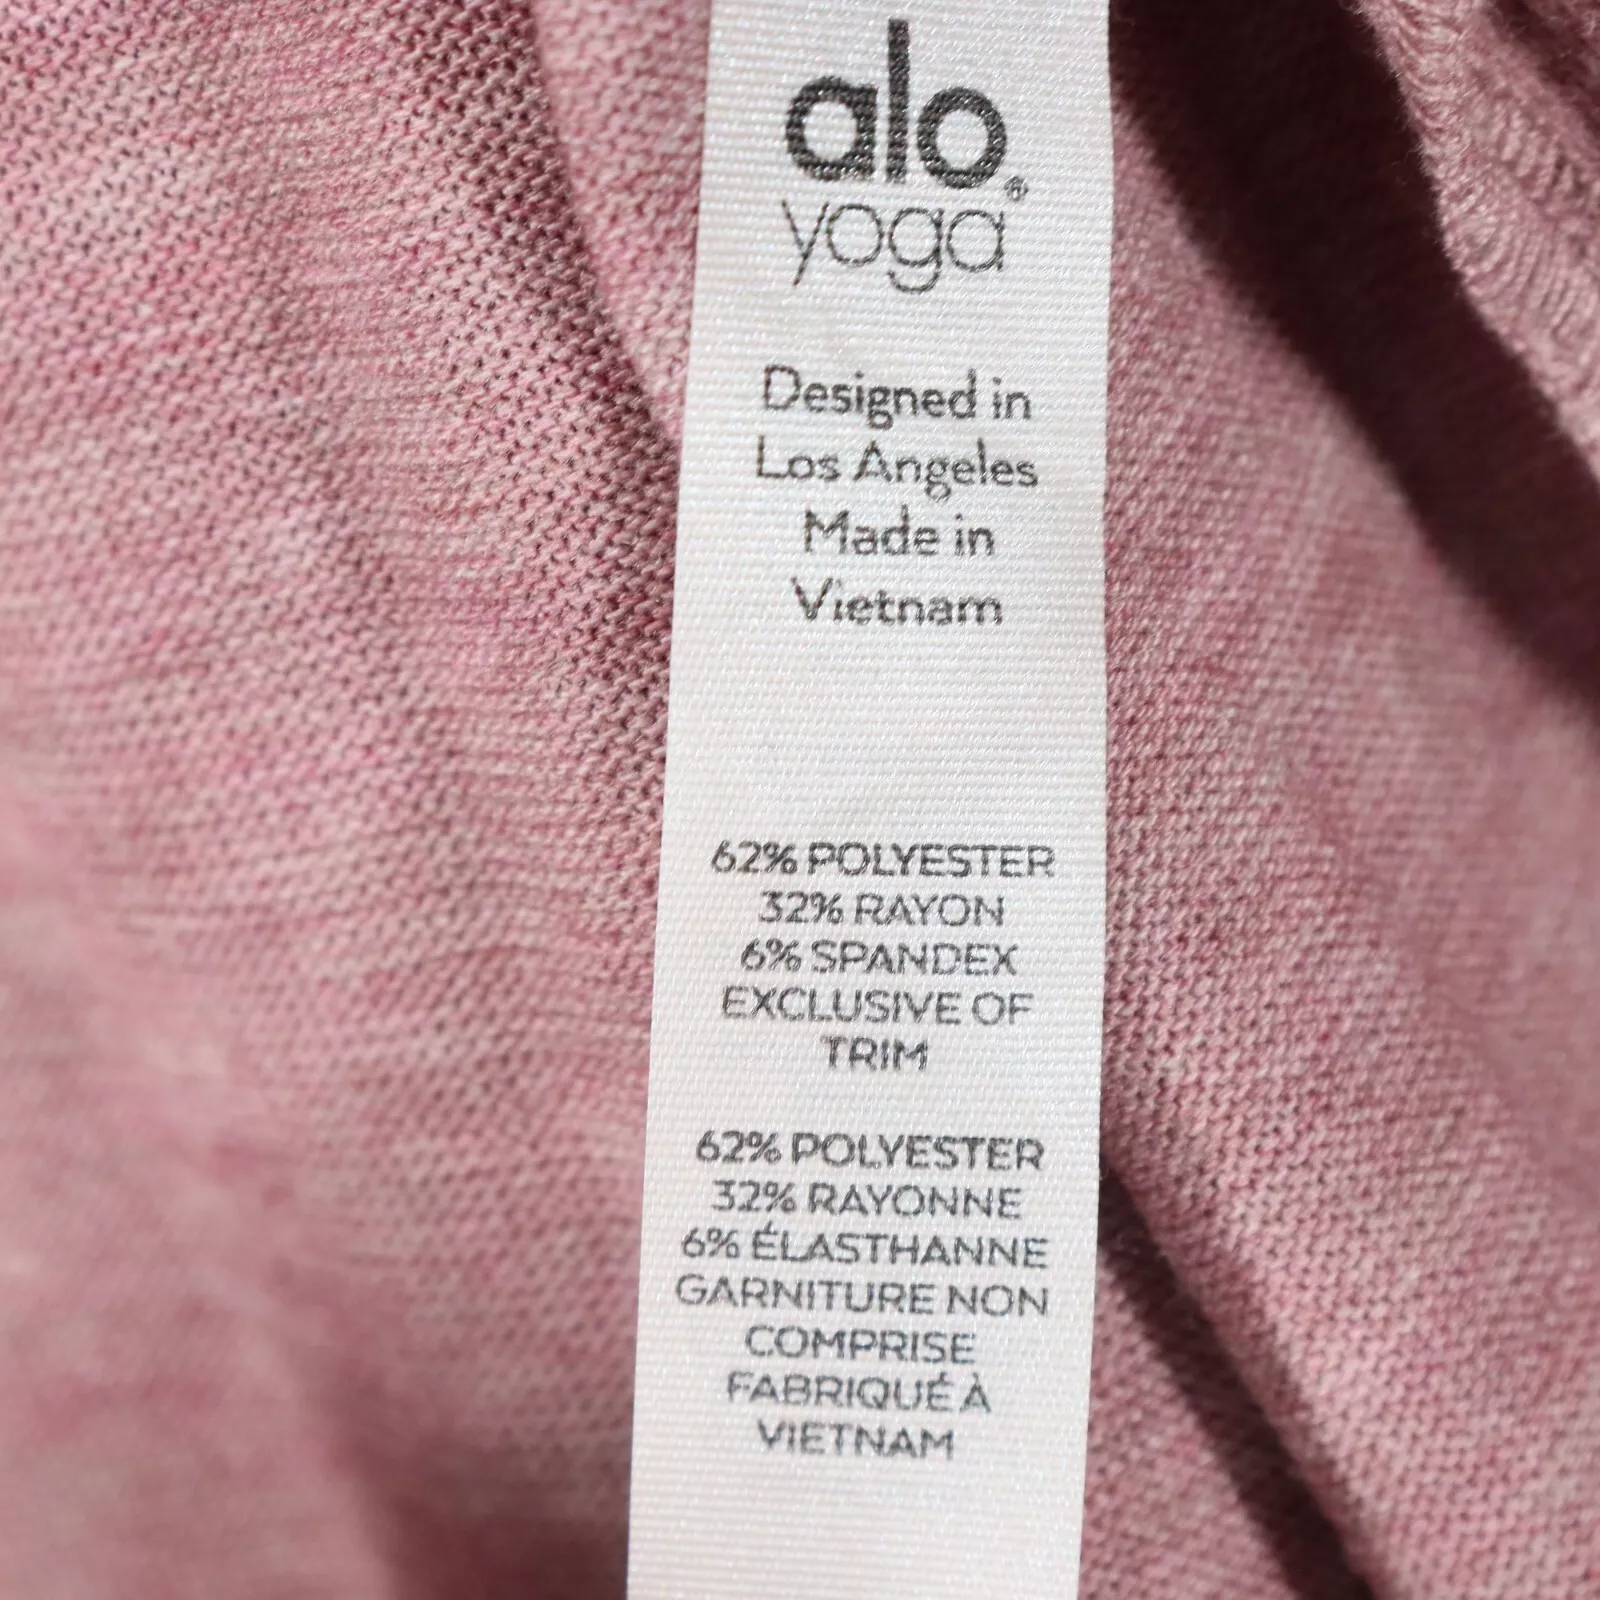 alo®
yoga
Designed in
Los Angeles
Made in
Vietnam
62% POLYESTER
32% RAYON
6% SPANDEX
EXCLUSIVE OF
TRIM
62% POLYESTER
32% RAYONNE
6% ÉLASTHANNE
GARNITURE NON
COMPRISE
FABRIQUÉ À
VIETNAM